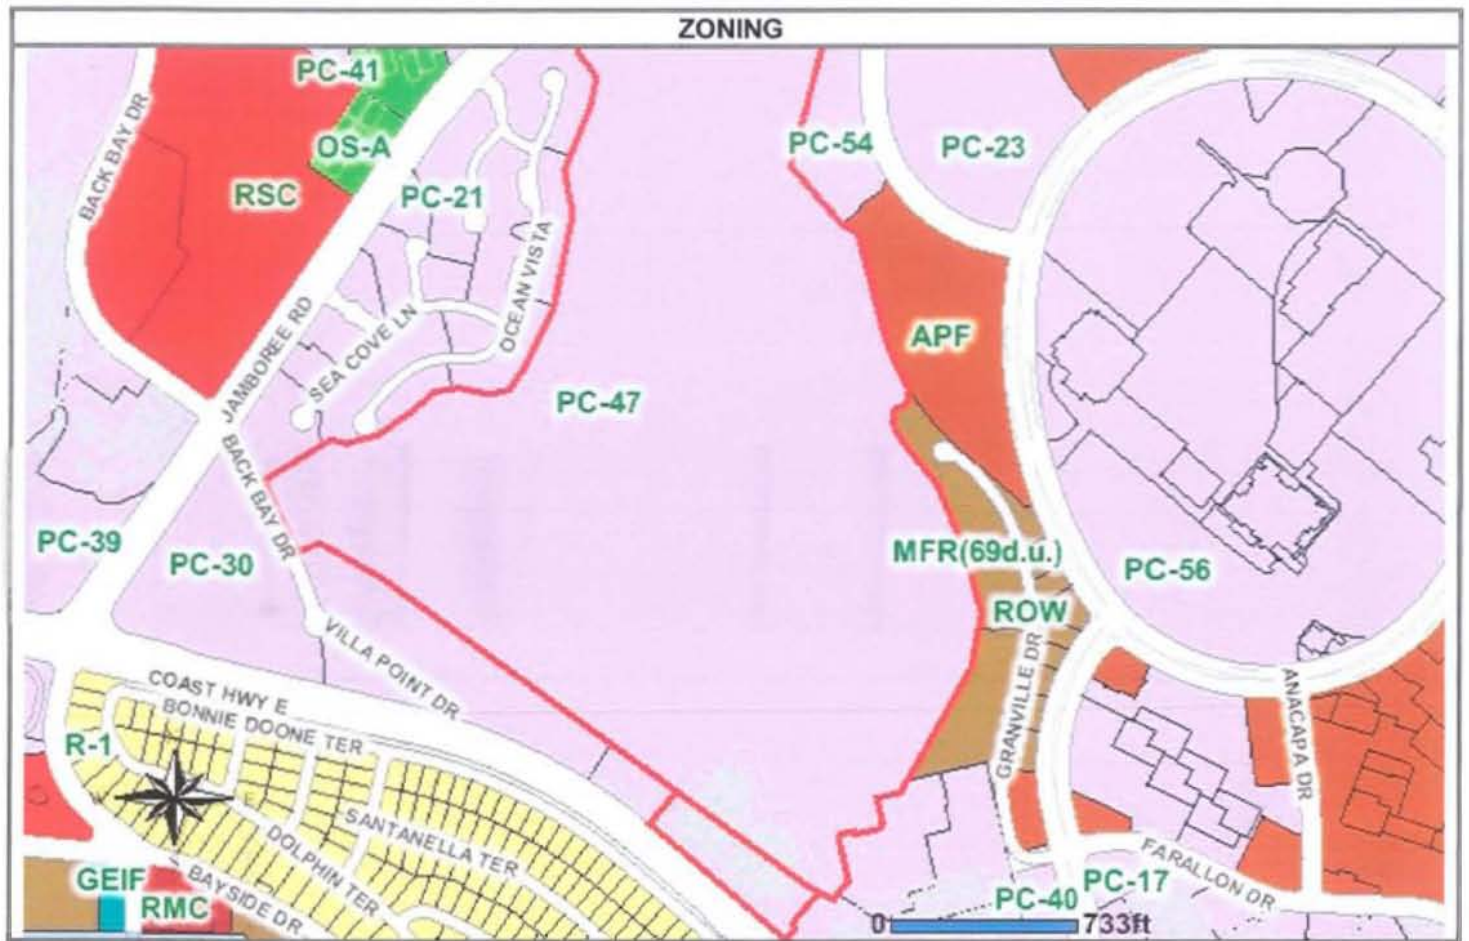 ZONING
PC-41
BACK BAY DR
OS-A
PC-54
PC-23
RSC
PC-21
OCEAN VISTA
JAMBOREE RD
SEA COVE LN
APF
PC-47
BACK BAY DR
PC-39
PC-30
MFR(69d.u.)
PC-56
ROW
VILLA POINT DR
GRANVILLE DR
COAST HWY E
BONNIE DOONE TER
ANACAPA DR
R-1
SANTANELLA TER
DOLPHIN TER
BAYSIDE DR
FARALLON DR
GEIF
RMC
PC-40
PC-17
0
733ft